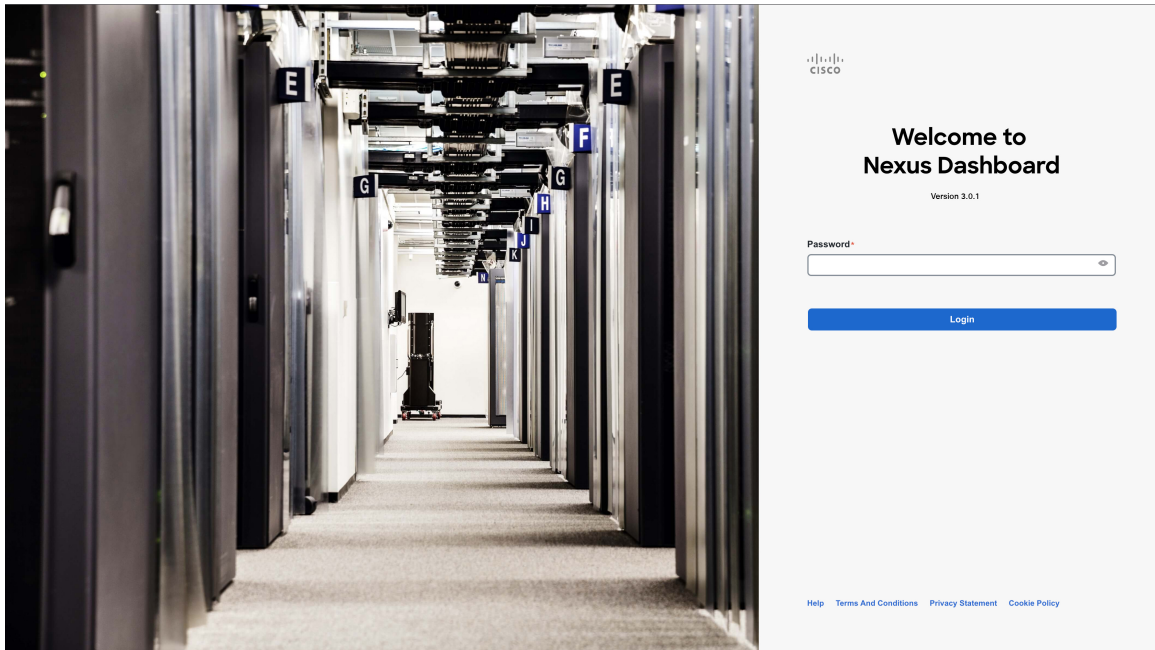 E
E
F
G
G
H
I
J
K
N
CISCO
Welcome to
Nexus Dashboard
Version 3.0.1
Password*
Login
Help Terms And Conditions Privacy Statement Cookie Policy